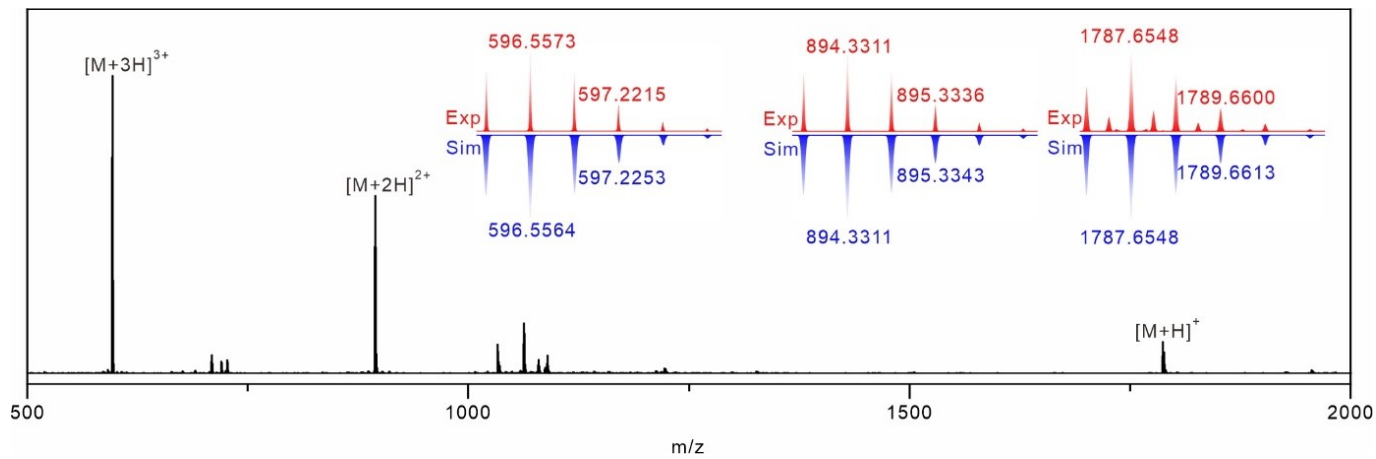 [M+3H]3+
[M+2H]2+
[M+H]+
596.5573
597.2215
Exp
Sim
597.2253
596.5564
894.3311
895.3336
Exp
Sim
895.3343
894.3311
1787.6548
1789.6600
Exp
Sim
1789.6613
1787.6548
500
1000
1500
2000
m/z